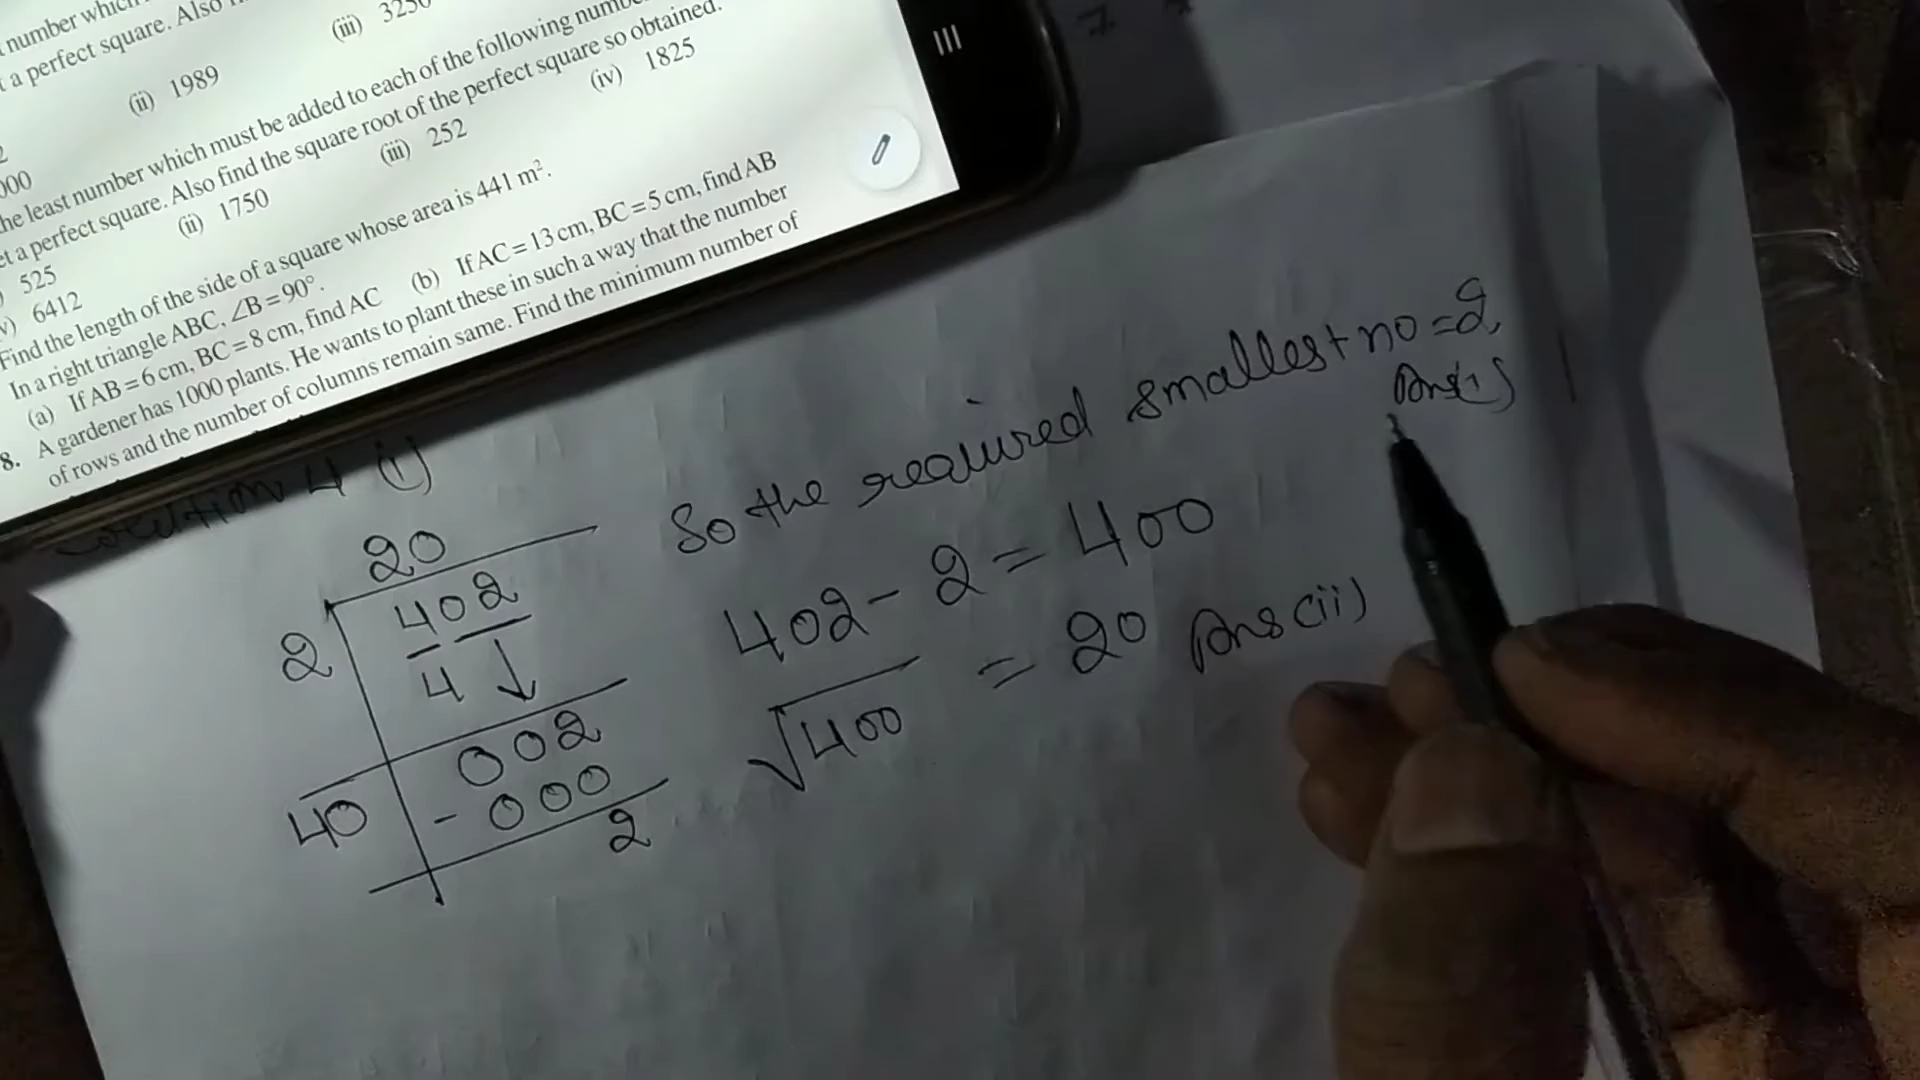 number which
a perfect square. Also
(iii) 3250
(ii) 1989
000
the least number which must be added to each of the following
a perfect square. Also find the square root of the perfect square so obtained.
525 (ii) 1750 (iii) 252 (iv) 1825
6412
Find the length of the side of a square whose area is 441 m².
In a right triangle ABC, ∠B = 90°.
(a) If AB = 6 cm, BC = 8 cm, find AC (b) If AC = 13 cm, BC = 5 cm, find AB
8. A gardener has 1000 plants. He wants to plant these in such a way that the number
of rows and the number of columns remain same. Find the minimum number of
solution 4 (i)
20
2 402
4 ↓
002
40 - 000
2
So the reqiured smallest no = 2
Ans(i)
402 - 2 = 400
√400 = 20 Ans (ii)